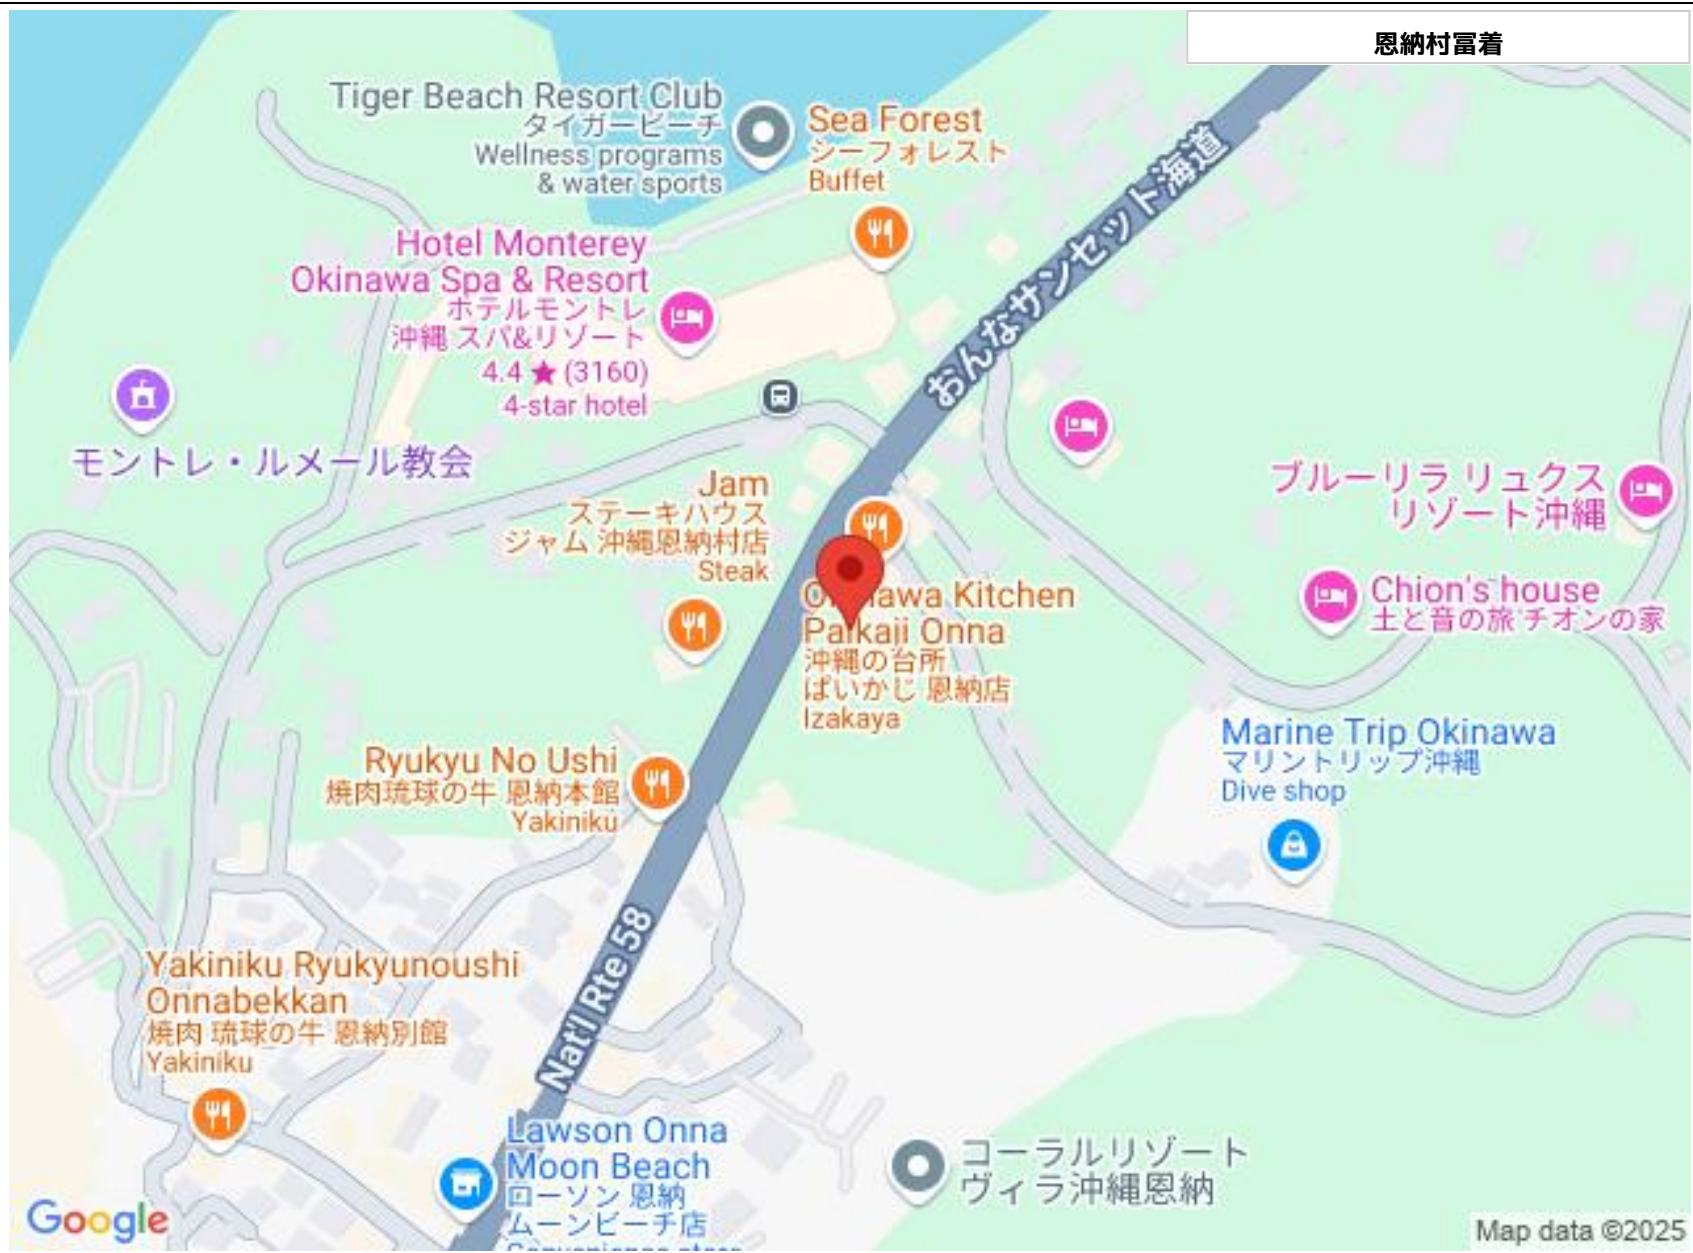 恩納村冨着
Tiger Beach Resort Club
タイガービーチ
Wellness programs
& water sports
Sea Forest
シーフォレスト
Buffet
おんなサンセット海道
Hotel Monterey
Okinawa Spa & Resort
ホテルモントレ
沖縄 スパ&リゾート
4.4 ★ (3160)
4-star hotel
モントレ・ルメール教会
Jam
ステーキハウス
ジャム 沖縄恩納村店
Steak
ブルーリラ リュクス
リゾート沖縄
Chion's house
土と音の旅 チオンの家
Kitchen
Paikaji Onna
沖縄の台所
ぱいかじ 恩納店
Izakaya
Marine Trip Okinawa
マリントリップ沖縄
Dive shop
Ryukyu No Ushi
焼肉琉球の牛 恩納本館
Yakiniku
Nat'l Rte 58
Yakiniku Ryukyunoushi
Onnabekkan
焼肉 琉球の牛 恩納別館
Yakiniku
Lawson Onna
Moon Beach
ローソン 恩納
ムーンビーチ店
コーラルリゾート
ヴィラ沖縄恩納
Google
Map data ©2025